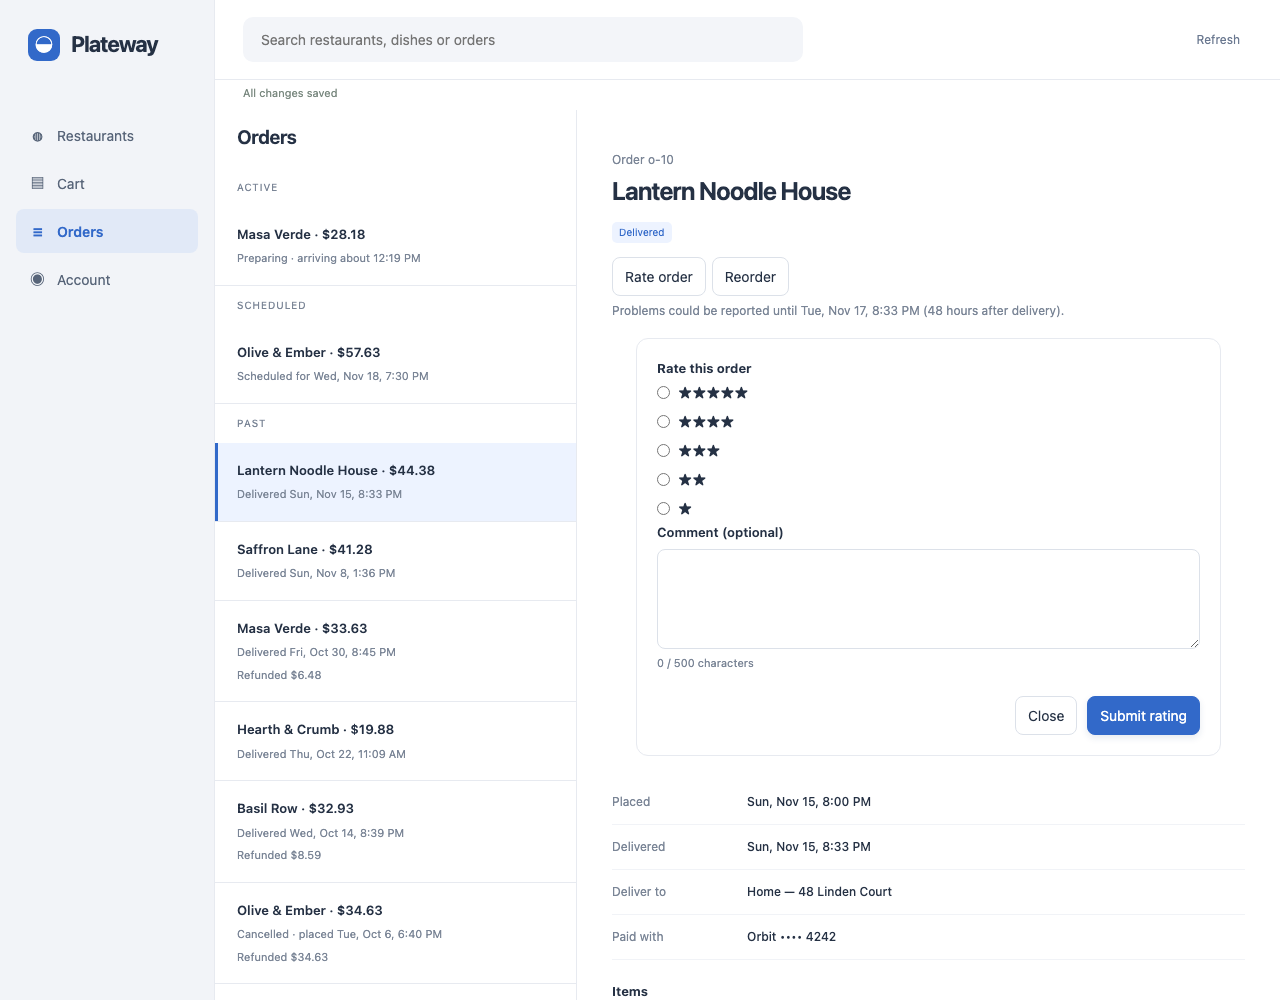 Plateway
Search restaurants, dishes or orders
Refresh
All changes saved
Restaurants
Cart
Orders
Account
Orders
ACTIVE
Masa Verde · $28.18
Preparing · arriving about 12:19 PM
SCHEDULED
Olive & Ember · $57.63
Scheduled for Wed, Nov 18, 7:30 PM
PAST
Lantern Noodle House · $44.38
Delivered Sun, Nov 15, 8:33 PM
Saffron Lane · $41.28
Delivered Sun, Nov 8, 1:36 PM
Masa Verde · $33.63
Delivered Fri, Oct 30, 8:45 PM
Refunded $6.48
Hearth & Crumb · $19.88
Delivered Thu, Oct 22, 11:09 AM
Basil Row · $32.93
Delivered Wed, Oct 14, 8:39 PM
Refunded $8.59
Olive & Ember · $34.63
Cancelled · placed Tue, Oct 6, 6:40 PM
Refunded $34.63
Order o-10
Lantern Noodle House
Delivered
Rate order
Reorder
Problems could be reported until Tue, Nov 17, 8:33 PM (48 hours after delivery).
Rate this order
★★★★★
★★★★
★★★
★★
★
Comment (optional)
0 / 500 characters
Close
Submit rating
Placed Sun, Nov 15, 8:00 PM
Delivered Sun, Nov 15, 8:33 PM
Deliver to Home — 48 Linden Court
Paid with Orbit •••• 4242
Items